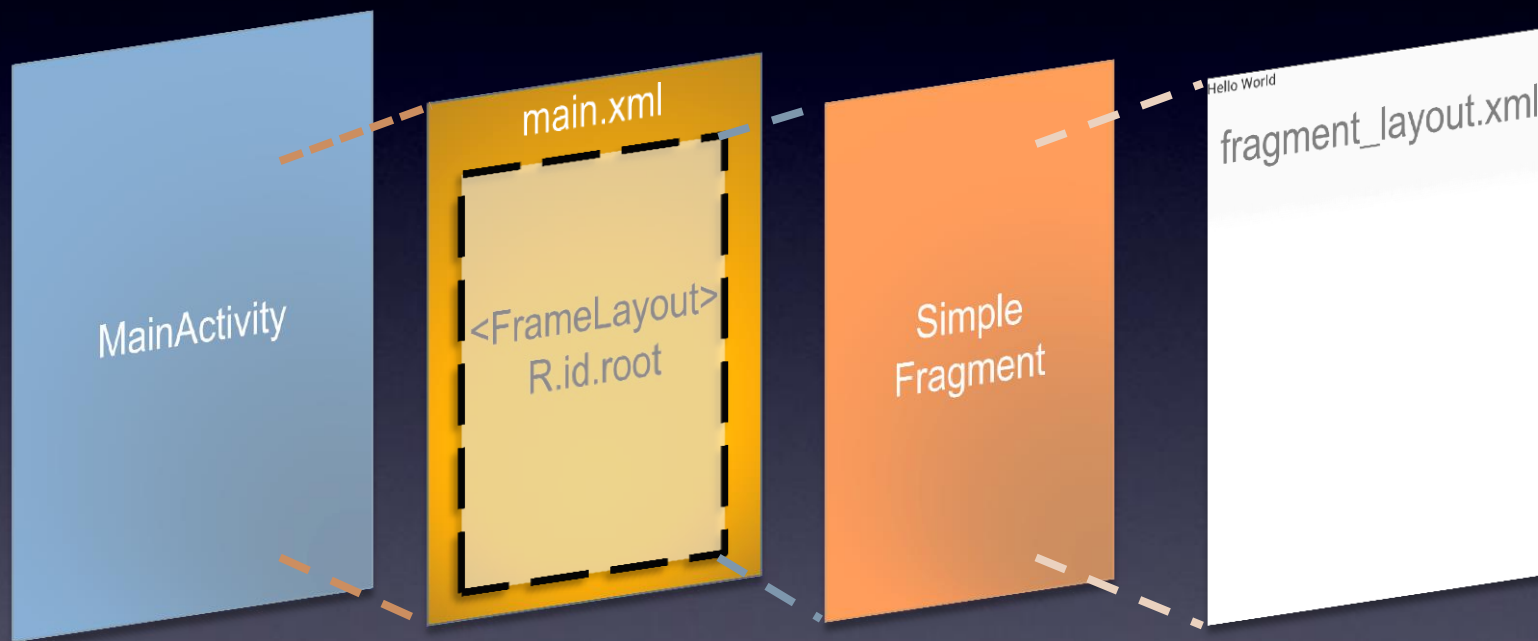 MainActivity
main.xml
<FrameLayout>
R.id.root
Simple
Fragment
Hello World
fragment_layout.xml